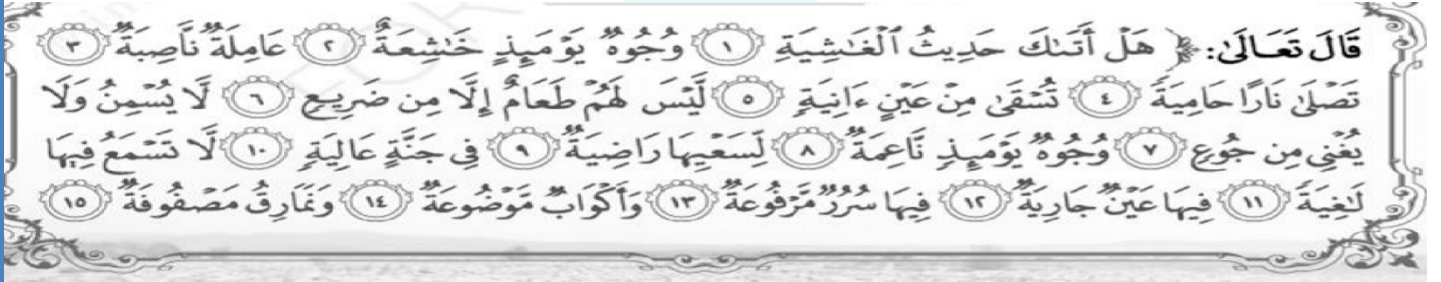 قَالَ تَعَالَىٰ: ﴿ هَلْ أَتَىٰكَ حَدِيثُ ٱلْغَٰشِيَةِ ١ وُجُوهٌ يَوْمَئِذٍ خَٰشِعَةٌ ٢ عَامِلَةٌ نَّاصِبَةٌ ٣
تَصْلَىٰ نَارًا حَامِيَةً ٤ تُسْقَىٰ مِنْ عَيْنٍ ءَانِيَةٍ ٥ لَّيْسَ لَهُمْ طَعَامٌ إِلَّا مِن ضَرِيعٍ ٦ لَّا يُسْمِنُ وَلَا
يُغْنِي مِن جُوعٍ ٧ وُجُوهٌ يَوْمَئِذٍ نَّاعِمَةٌ ٨ لِّسَعْيِهَا رَاضِيَةٌ ٩ فِي جَنَّةٍ عَالِيَةٍ ١٠ لَّا تَسْمَعُ فِيهَا
لَٰغِيَةً ١١ فِيهَا عَيْنٌ جَارِيَةٌ ١٢ فِيهَا سُرُرٌ مَّرْفُوعَةٌ ١٣ وَأَكْوَابٌ مَّوْضُوعَةٌ ١٤ وَنَمَارِقُ مَصْفُوفَةٌ ١٥